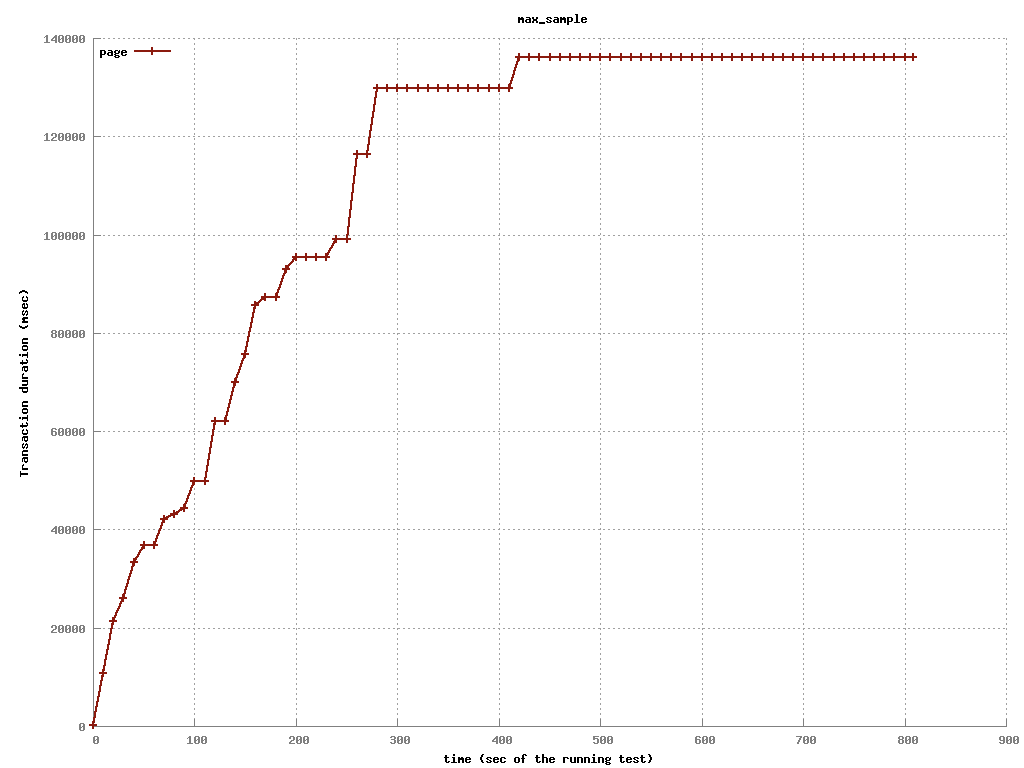 max_sample
page
140000
120000
100000
80000
60000
40000
20000
0
Transaction duration (msec)
0 100 200 300 400 500 600 700 800 900
time (sec of the running test)